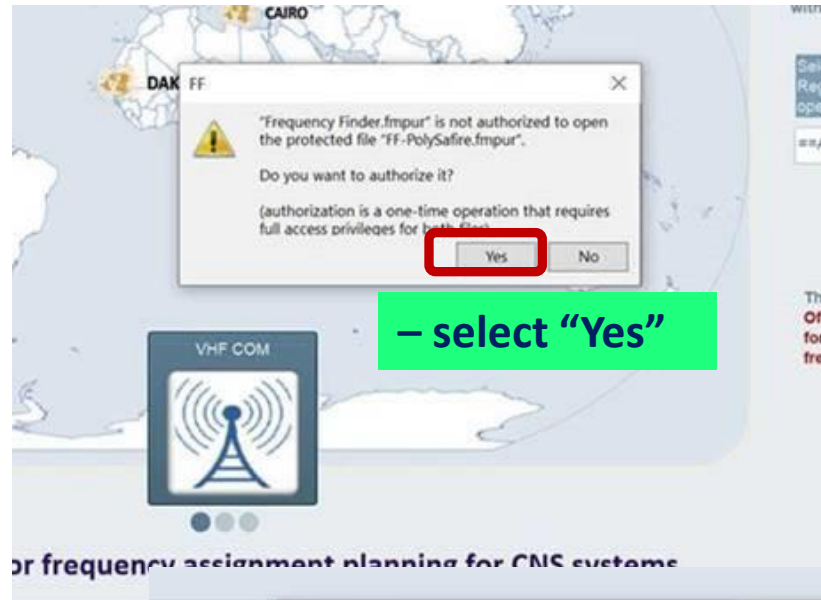 CAIRO
DAK
FF
"Frequency Finder.fmpur" is not authorized to open
the protected file "FF-PolySafire.fmpur".
Do you want to authorize it?
(authorization is a one-time operation that requires
full access privileges for both files)
Yes No
– select “Yes”
VHF COM
or frequency assignment planning for CNS systems